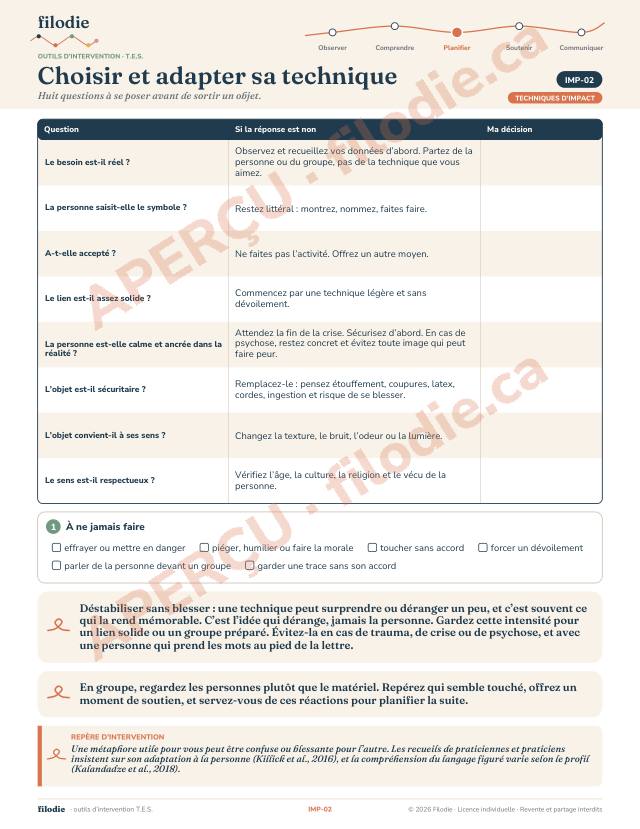 filodie
OUTILS D'INTERVENTION · T.E.S.
Observer Comprendre Planifier Soutenir Communiquer
Choisir et adapter sa technique
Huit questions à se poser avant de sortir un objet.
IMP-02
TECHNIQUES D'IMPACT
Question Si la réponse est non Ma décision
Le besoin est-il réel ?
Observez et recueillez vos données d'abord. Partez de la
personne ou du groupe, pas de la technique que vous
aimez.
La personne saisit-elle le symbole ?
Restez littéral : montrez, nommez, faites faire.
A-t-elle accepté ?
Ne faites pas l'activité. Offrez un autre moyen.
Le lien est-il assez solide ?
Commencez par une technique légère et sans
dévoilement.
La personne est-elle calme et ancrée dans la
réalité ?
Attendez la fin de la crise. Sécurisez d'abord. En cas de
psychose, restez concret et évitez toute image qui peut
faire peur.
L'objet est-il sécuritaire ?
Remplacez-le : pensez étouffement, coupures, latex,
cordes, ingestion et risque de se blesser.
L'objet convient-il à ses sens ?
Changez la texture, le bruit, l'odeur ou la lumière.
Le sens est-il respectueux ?
Vérifiez l'âge, la culture, la religion et le vécu de la
personne.
1 À ne jamais faire
effrayer ou mettre en danger piéger, humilier ou faire la morale toucher sans accord forcer un dévoilement
parler de la personne devant un groupe garder une trace sans son accord
Déstabiliser sans blesser : une technique peut surprendre ou déranger un peu, et c'est souvent ce
qui la rend mémorable. C'est l'idée qui dérange, jamais la personne. Gardez cette intensité pour
un lien solide ou un groupe préparé. Évitez-la en cas de trauma, de crise ou de psychose, et avec
une personne qui prend les mots au pied de la lettre.
En groupe, regardez les personnes plutôt que le matériel. Repérez qui semble touché, offrez un
moment de soutien, et servez-vous de ces réactions pour planifier la suite.
REPÈRE D'INTERVENTION
Une métaphore utile pour vous peut être confuse ou blessante pour l'autre. Les recueils de praticiennes et praticiens
insistent sur son adaptation à la personne (Killick et al., 2016), et la compréhension du langage figuré varie selon le profil
(Kalandadze et al., 2018).
filodie · outils d'intervention T.E.S. IMP-02 © 2026 Filodie · Licence individuelle · Revente et partage interdits
APERÇU · filodie.ca
APERÇU · filodie.ca